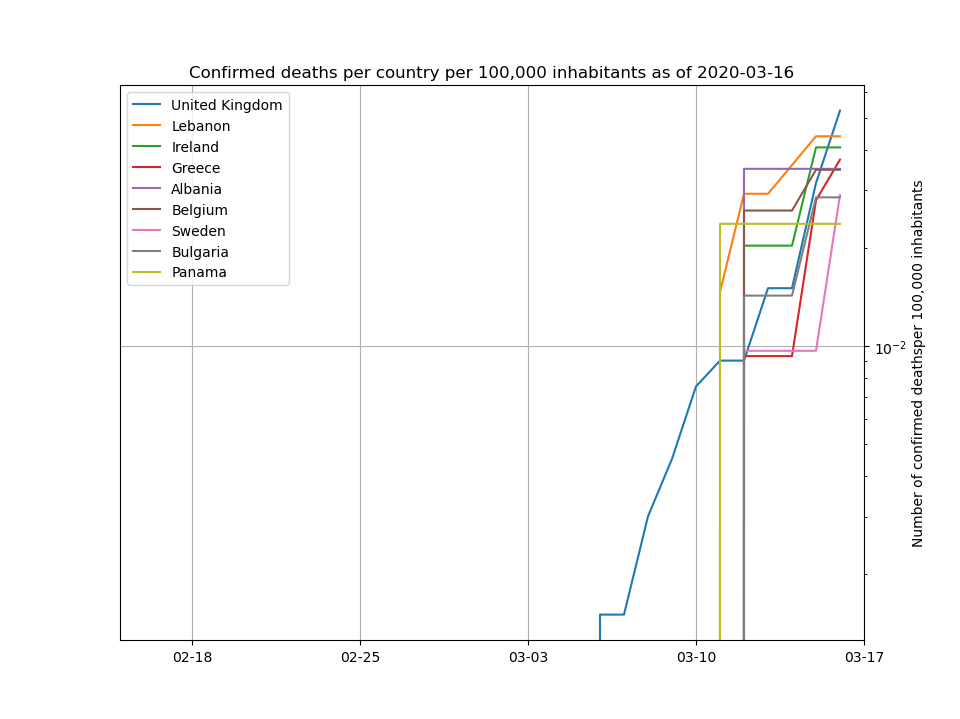 Confirmed deaths per country per 100,000 inhabitants as of 2020-03-16
United Kingdom
Lebanon
Ireland
Greece
Albania
Belgium
Sweden
Bulgaria
Panama
10⁻²
Number of confirmed deathsper 100,000 inhabitants
02-18
02-25
03-03
03-10
03-17